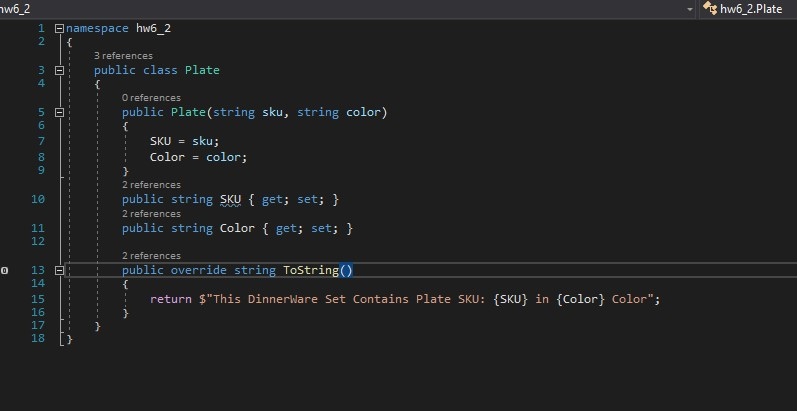 hw6_2
hw6_2.Plate
1 namespace hw6_2
2 {
3 references
3 public class Plate
4 {
0 references
5 public Plate(string sku, string color)
6 {
7 SKU = sku;
8 Color = color;
9 }
2 references
10 public string SKU { get; set; }
2 references
11 public string Color { get; set; }
12
2 references
13 public override string ToString()
14 {
15 return $"This DinnerWare Set Contains Plate SKU: {SKU} in {Color} Color";
16 }
17 }
18 }